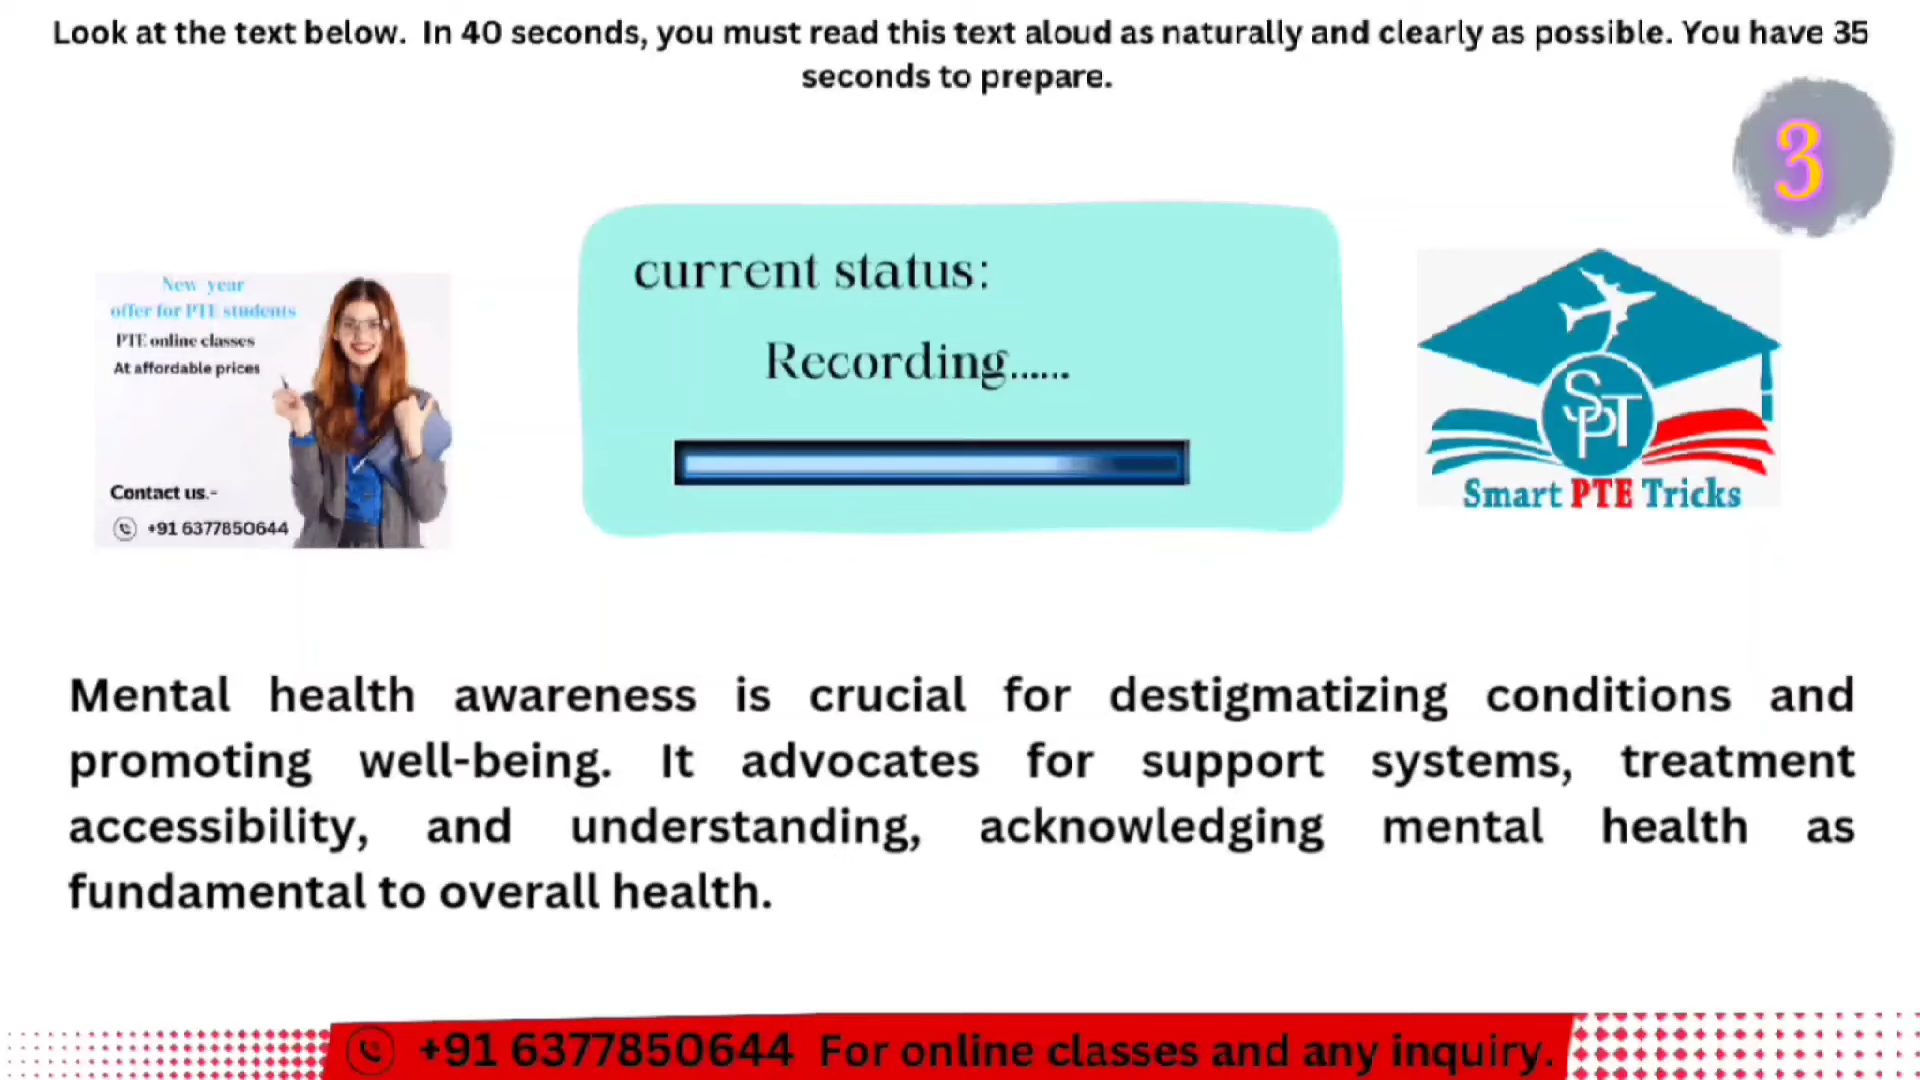 Look at the text below. In 40 seconds, you must read this text aloud as naturally and clearly as possible. You have 35
seconds to prepare.
3
New year
offer for PTE students
PTE online classes
At affordable prices
Contact us.-
+91 6377850644
current status:
Recording......
SPT
Smart PTE Tricks
Mental health awareness is crucial for destigmatizing conditions and
promoting well-being. It advocates for support systems, treatment
accessibility, and understanding, acknowledging mental health as
fundamental to overall health.
+91 6377850644 For online classes and any inquiry.